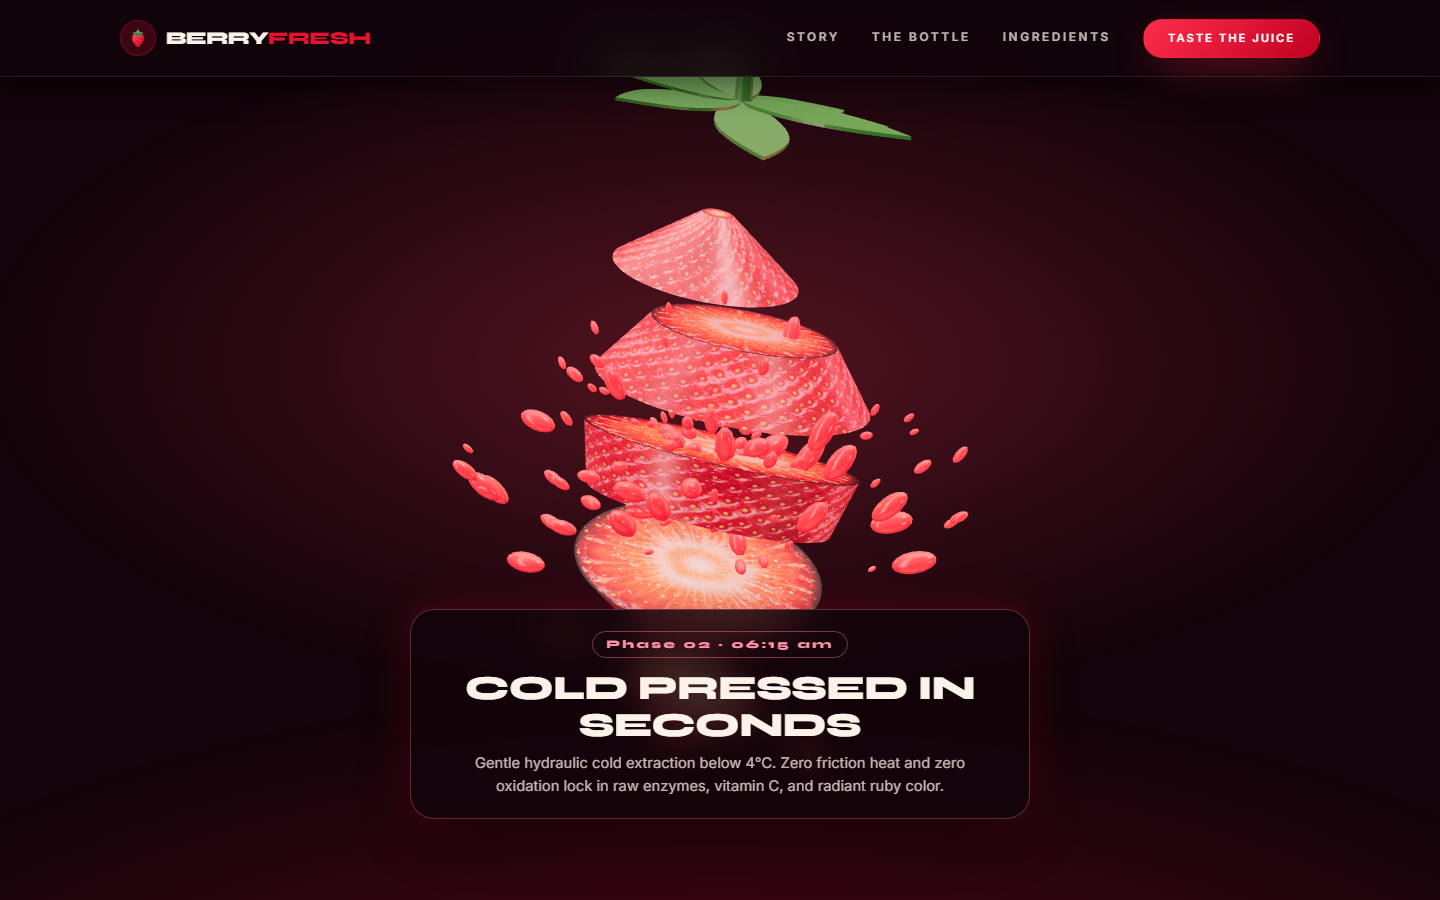 BERRYFRESH
STORY
THE BOTTLE
INGREDIENTS
TASTE THE JUICE
Phase 02 · 06:15 am
COLD PRESSED IN
SECONDS
Gentle hydraulic cold extraction below 4°C. Zero friction heat and zero
oxidation lock in raw enzymes, vitamin C, and radiant ruby color.